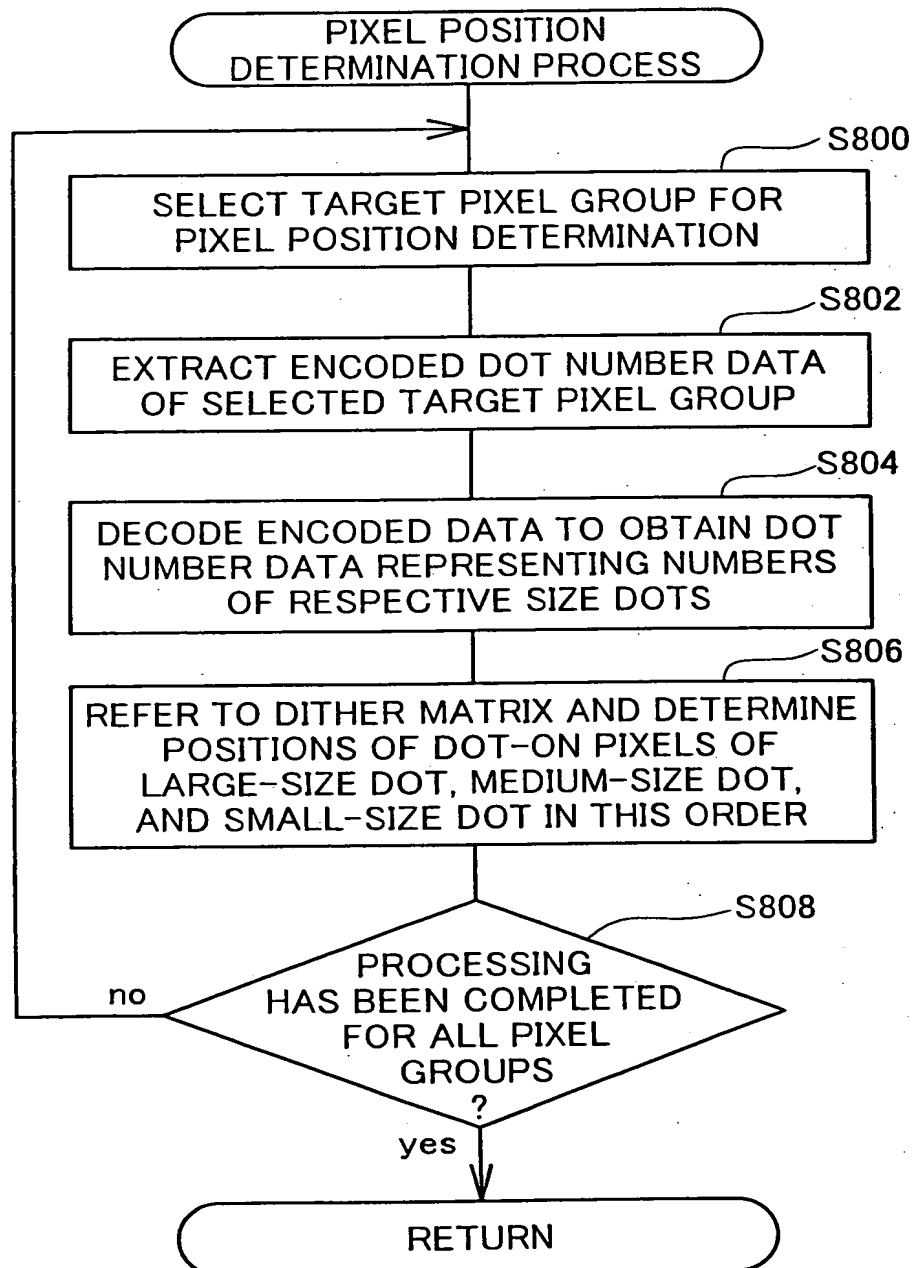 PIXEL POSITION
DETERMINATION PROCESS
S800
SELECT TARGET PIXEL GROUP FOR
PIXEL POSITION DETERMINATION
S802
EXTRACT ENCODED DOT NUMBER DATA
OF SELECTED TARGET PIXEL GROUP
S804
DECODE ENCODED DATA TO OBTAIN DOT
NUMBER DATA REPRESENTING NUMBERS
OF RESPECTIVE SIZE DOTS
S806
REFER TO DITHER MATRIX AND DETERMINE
POSITIONS OF DOT-ON PIXELS OF
LARGE-SIZE DOT, MEDIUM-SIZE DOT,
AND SMALL-SIZE DOT IN THIS ORDER
S808
PROCESSING
HAS BEEN COMPLETED
FOR ALL PIXEL
GROUPS
?
no
yes
RETURN